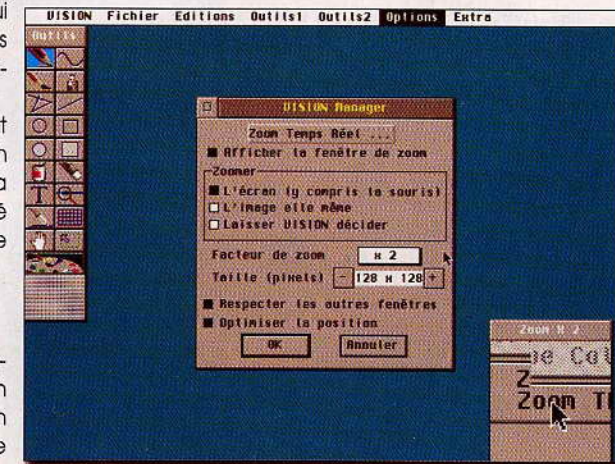 VISION Fichier Editions Outils1 Outils2 Options Extra
Outils
VISION Manager
Zoom Temps Réel ...
Afficher la fenêtre de zoom
Zoomer
L'écran (y compris la souris)
L'image elle même
Laisser VISION décider
Facteur de zoom x 2
Taille (pixels) - 128 x 128 +
Respecter les autres fenêtres
Optimiser la position
OK Annuler
Zoom X 2
Z
Zoom T